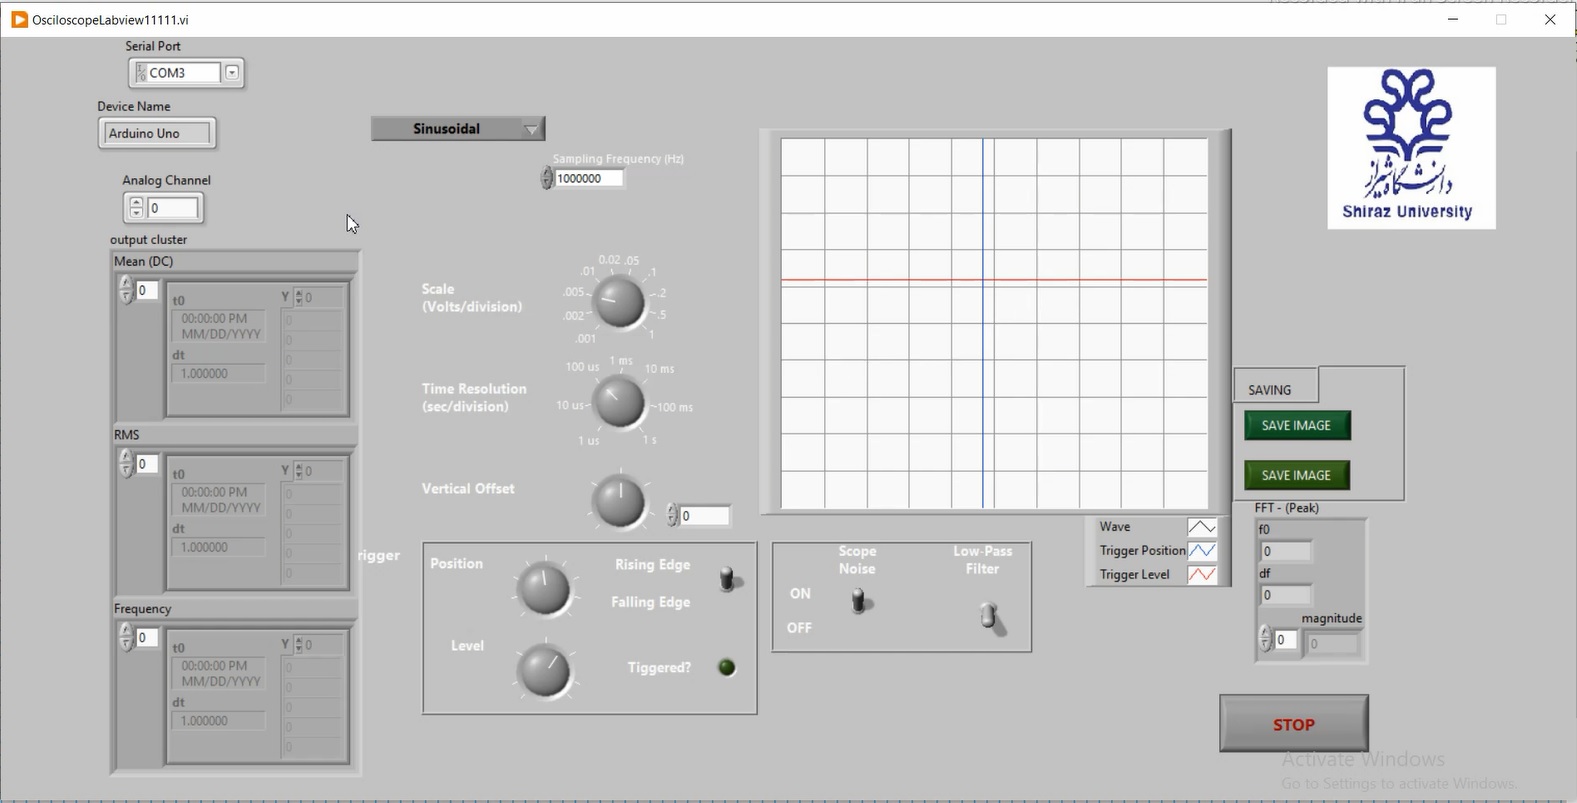 OsciloscopeLabview11111.vi
Serial Port
I/O COM3
Device Name
Arduino Uno
Analog Channel
0
Sinusoidal
Sampling Frequency (Hz)
1000000
دانشگاه شیراز
Shiraz University
output cluster
Mean (DC)
0
t0
00:00:00 PM
MM/DD/YYYY
dt
1.000000
Y 0
0
0
0
0
0
RMS
0
t0
00:00:00 PM
MM/DD/YYYY
dt
1.000000
Y 0
0
0
0
0
0
Frequency
0
t0
00:00:00 PM
MM/DD/YYYY
dt
1.000000
Y 0
0
0
0
0
0
Scale
(Volts/division)
.001
.002
.005
.01
0.02
.05
.1
.2
.5
1
Time Resolution
(sec/division)
1 us
10 us
100 us
1 ms
10 ms
100 ms
1 s
Vertical Offset
0
rigger
Position
Rising Edge
Falling Edge
Level
Tiggered?
Scope
Noise
Low-Pass
Filter
ON
OFF
Wave
Trigger Position
Trigger Level
SAVING
SAVE IMAGE
SAVE IMAGE
FFT - (Peak)
f0
0
df
0
magnitude
0
0
STOP
Activate Windows
Go to Settings to activate Windows.